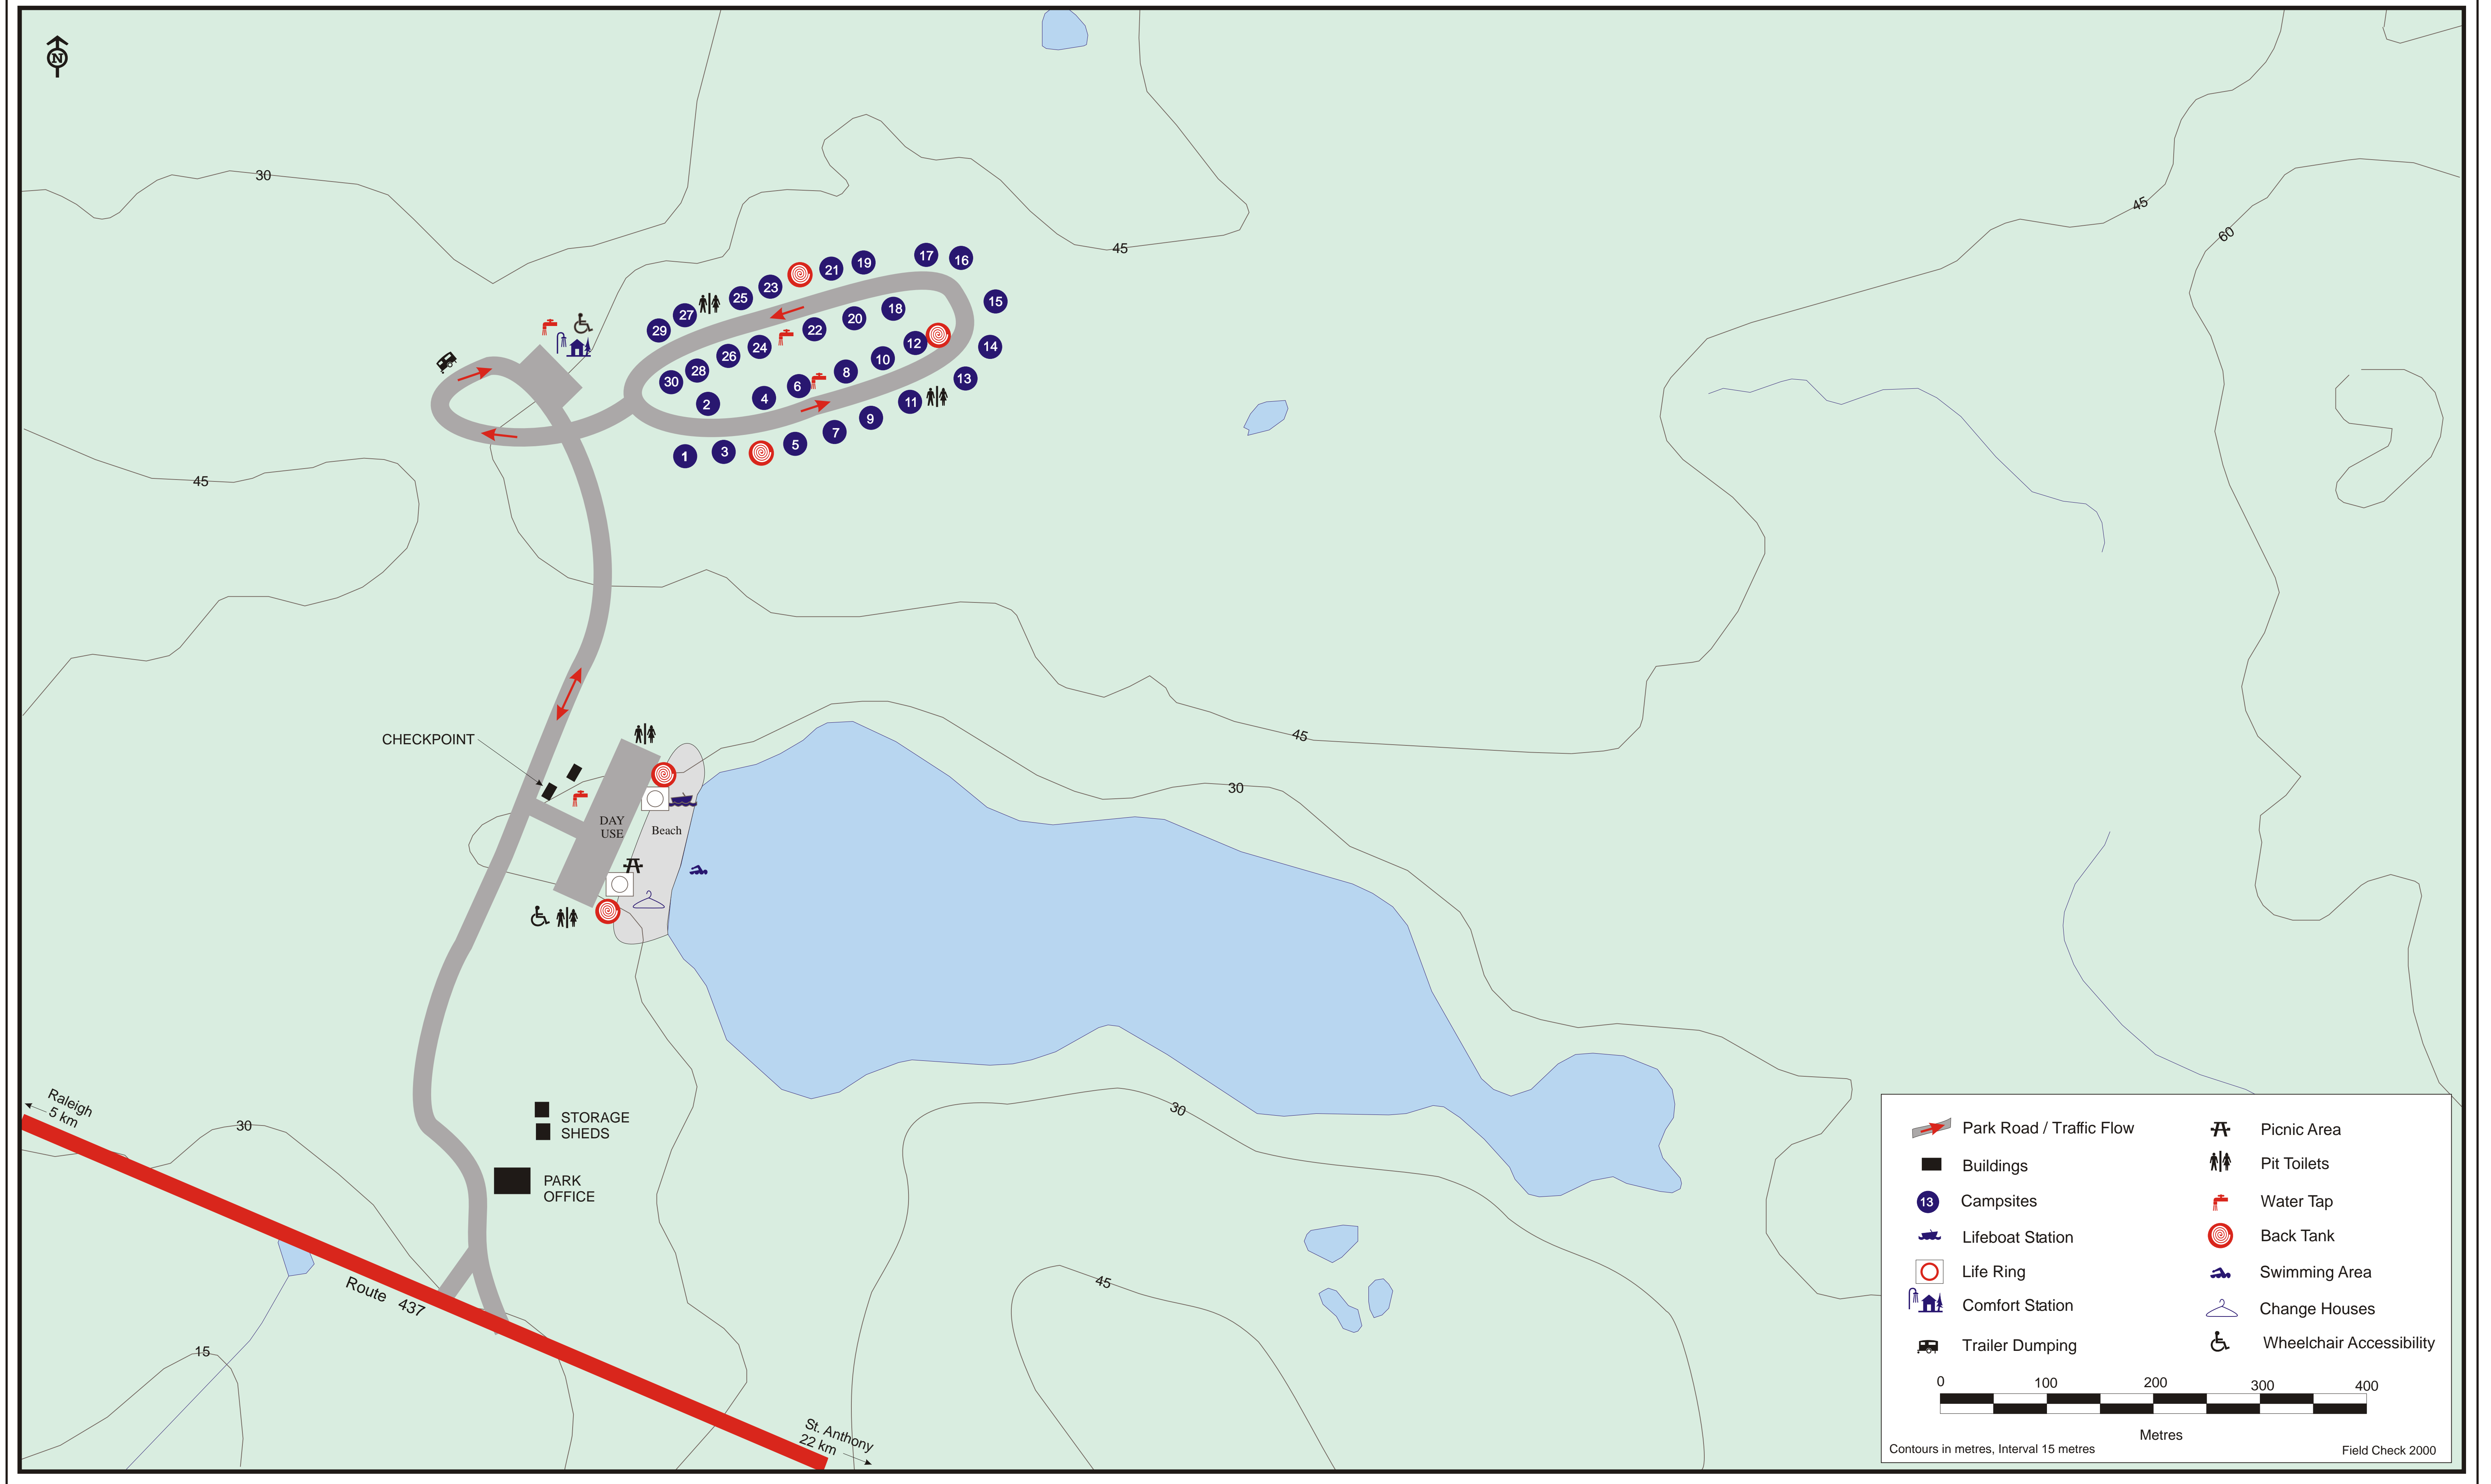 N
30
45
45
60
45
17
16
19
21
23
25
27
29
15
18
20
22
24
26
28
30
12
10
8
6
4
2
14
13
11
9
7
5
3
1
CHECKPOINT
45
30
DAY
USE
Beach
Raleigh
5 km
30
STORAGE
SHEDS
PARK
OFFICE
30
45
Route 437
15
St. Anthony
22 km
Park Road / Traffic Flow
Buildings
13 Campsites
Lifeboat Station
Life Ring
Comfort Station
Trailer Dumping
Picnic Area
Pit Toilets
Water Tap
Back Tank
Swimming Area
Change Houses
Wheelchair Accessibility
0 100 200 300 400
Metres
Contours in metres, Interval 15 metres
Field Check 2000